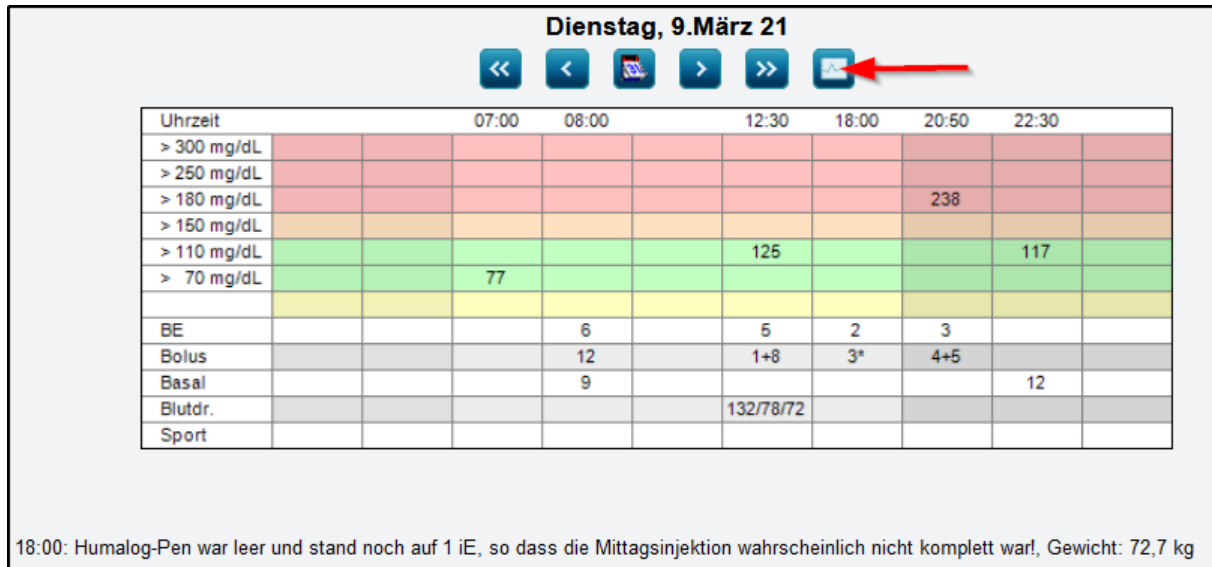 Dienstag, 9.März 21
Uhrzeit 07:00 08:00 12:30 18:00 20:50 22:30
> 300 mg/dL
> 250 mg/dL
> 180 mg/dL 238
> 150 mg/dL
> 110 mg/dL 125 117
> 70 mg/dL 77
BE 6 5 2 3
Bolus 12 1+8 3* 4+5
Basal 9 12
Blutdr. 132/78/72
Sport
18:00: Humalog-Pen war leer und stand noch auf 1 iE, so dass die Mittagsinjektion wahrscheinlich nicht komplett war!, Gewicht: 72,7 kg